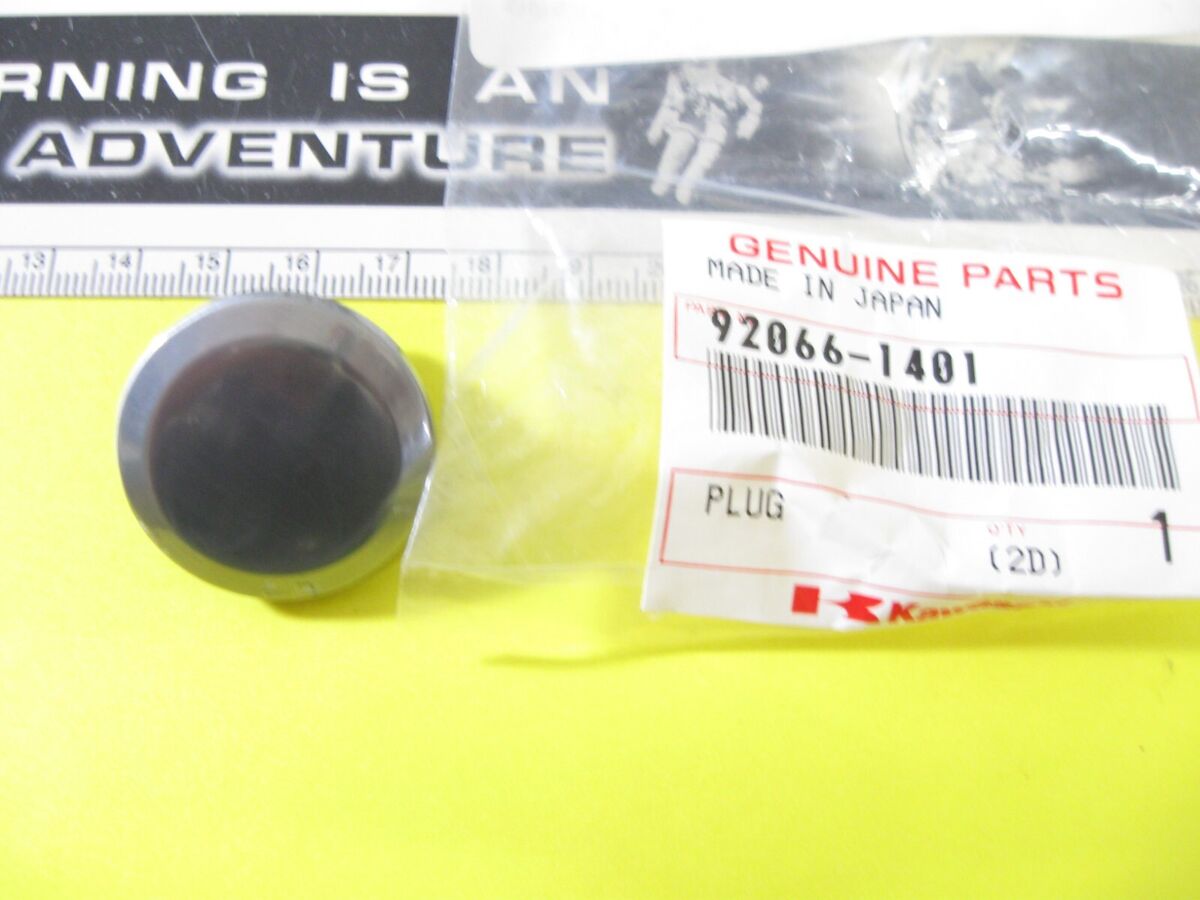 RNING IS AN
ADVENTURE
13 14 15 16 17 18
GENUINE PARTS
MADE IN JAPAN
92066-1401
PLUG
Q'TY
(2D)
1